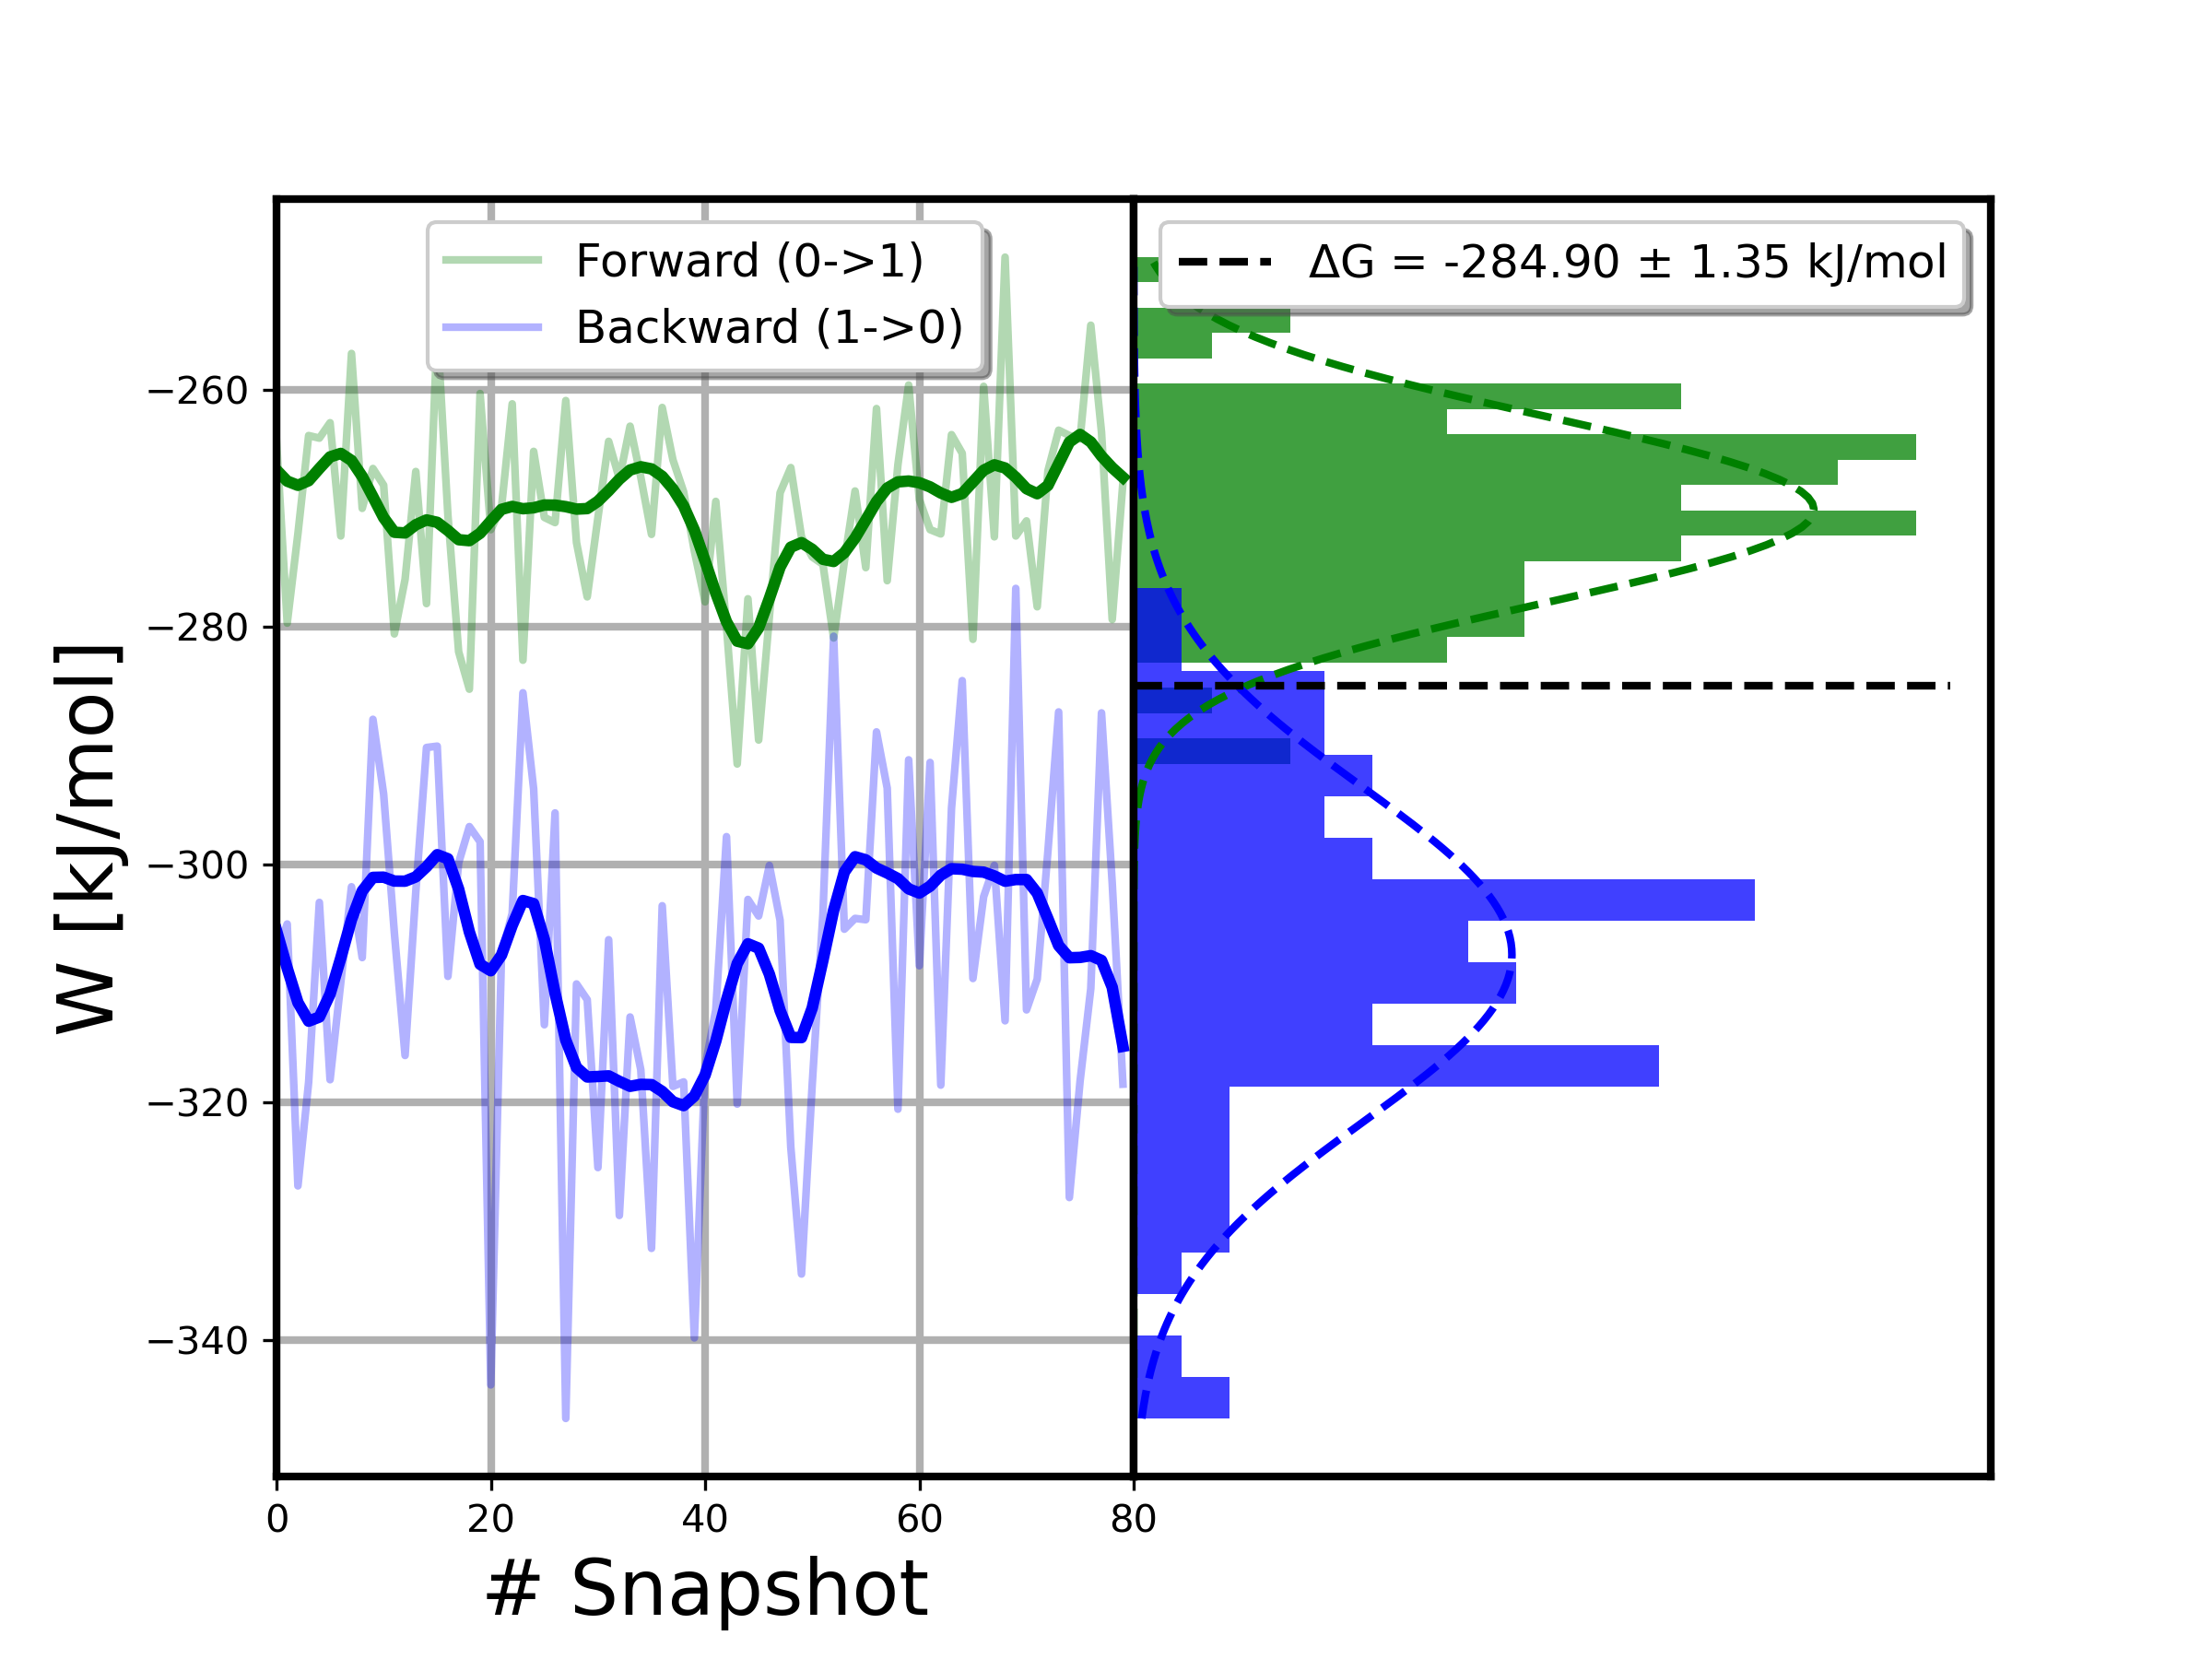 Forward (0->1)
Backward (1->0)
ΔG = -284.90 ± 1.35 kJ/mol
W [kJ/mol]
−260
−280
−300
−320
−340
0 20 40 60 80
# Snapshot